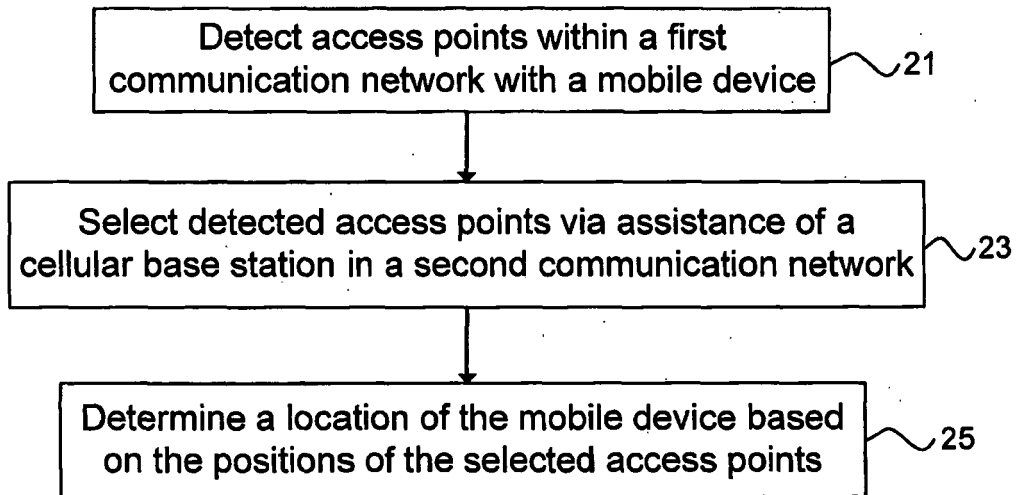 Detect access points within a first
communication network with a mobile device
21
Select detected access points via assistance of a
cellular base station in a second communication network
23
Determine a location of the mobile device based
on the positions of the selected access points
25